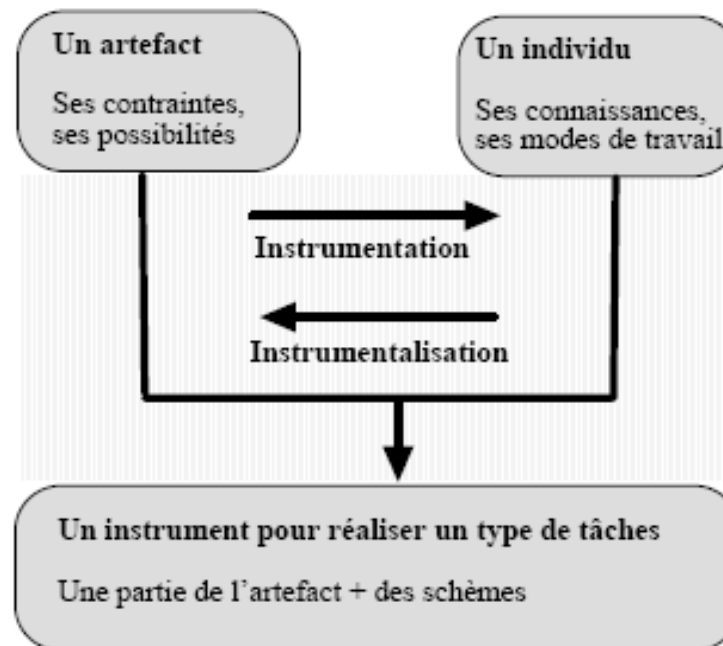 Un artefact
Ses contraintes,
ses possibilités
Un individu
Ses connaissances,
ses modes de travail
Instrumentation
Instrumentalisation
Un instrument pour réaliser un type de tâches
Une partie de l'artefact + des schèmes